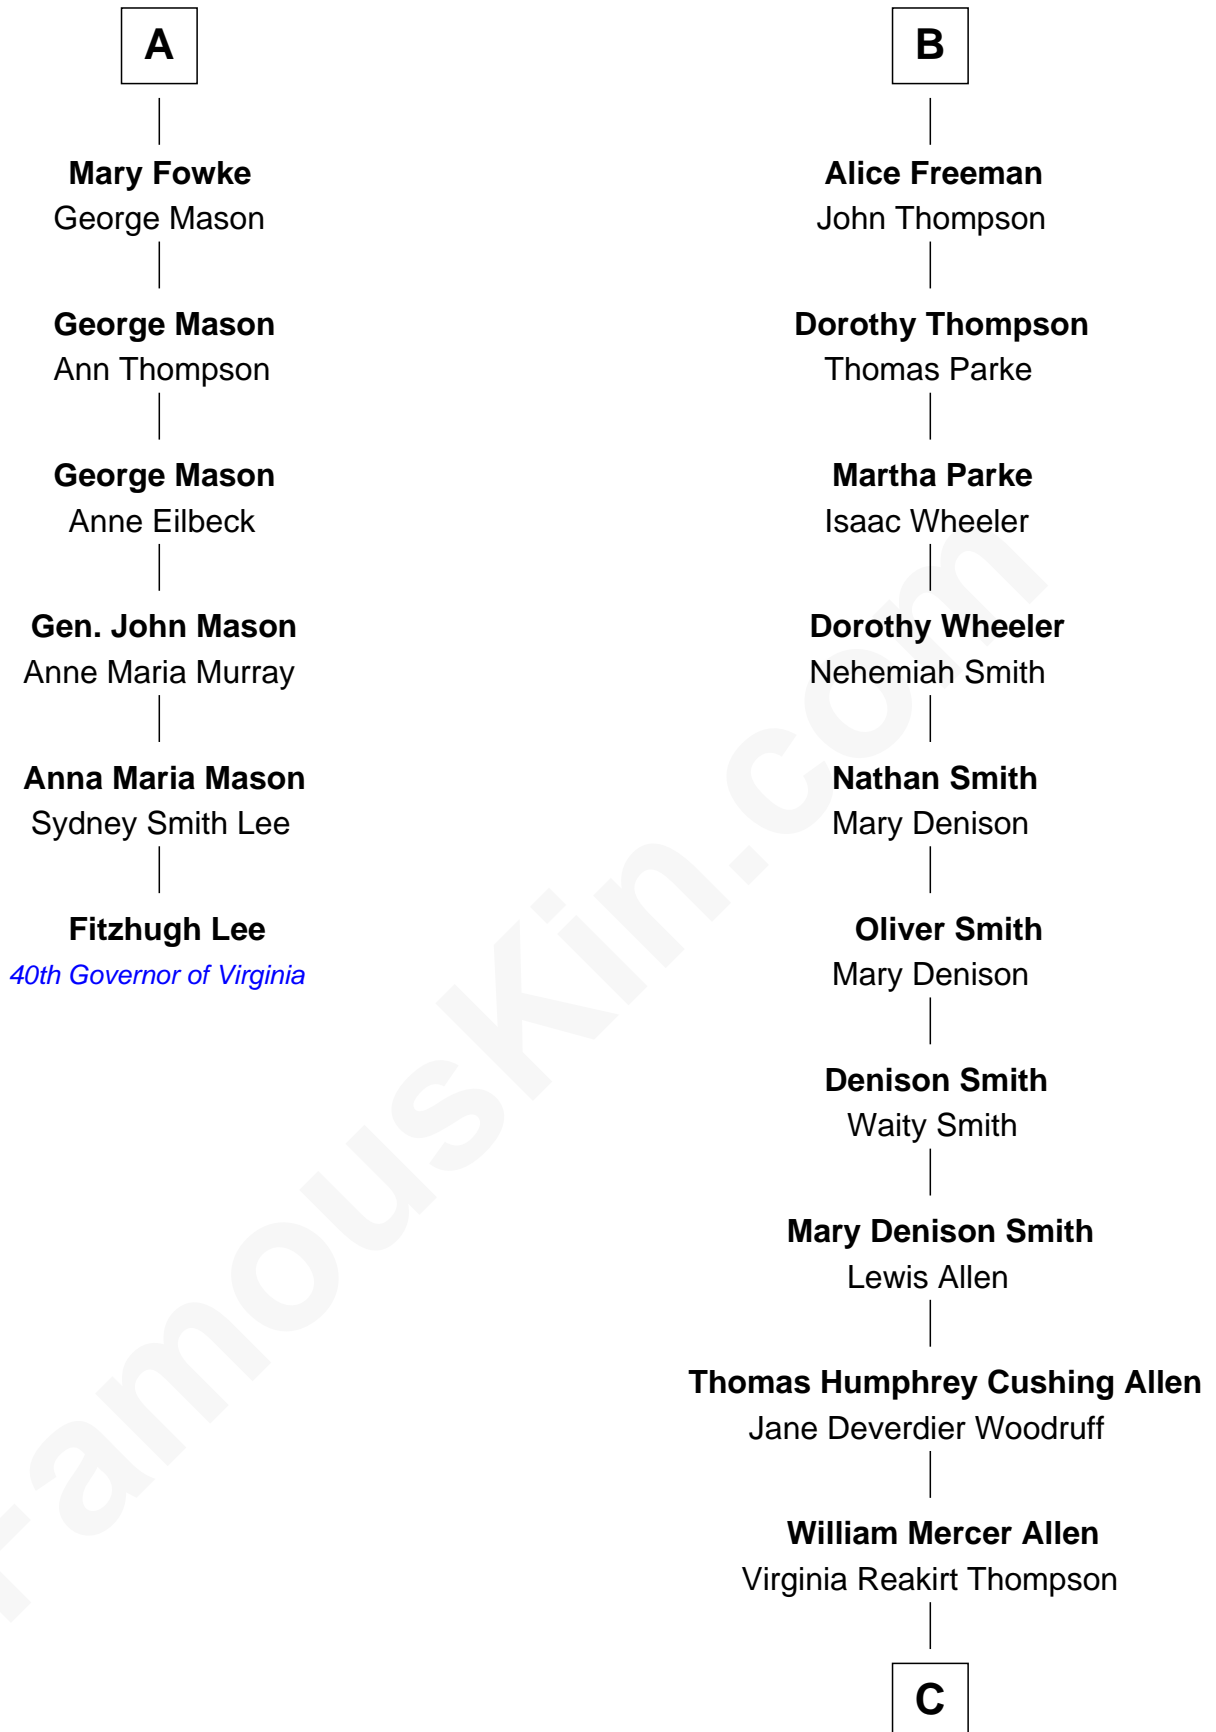 A
Mary Fowke
George Mason
George Mason
Ann Thompson
George Mason
Anne Eilbeck
Gen. John Mason
Anne Maria Murray
Anna Maria Mason
Sydney Smith Lee
Fitzhugh Lee
40th Governor of Virginia
B
Alice Freeman
John Thompson
Dorothy Thompson
Thomas Parke
Martha Parke
Isaac Wheeler
Dorothy Wheeler
Nehemiah Smith
Nathan Smith
Mary Denison
Oliver Smith
Mary Denison
Denison Smith
Waity Smith
Mary Denison Smith
Lewis Allen
Thomas Humphrey Cushing Allen
Jane Deverdier Woodruff
William Mercer Allen
Virginia Reakirt Thompson
C
FamousKin.com